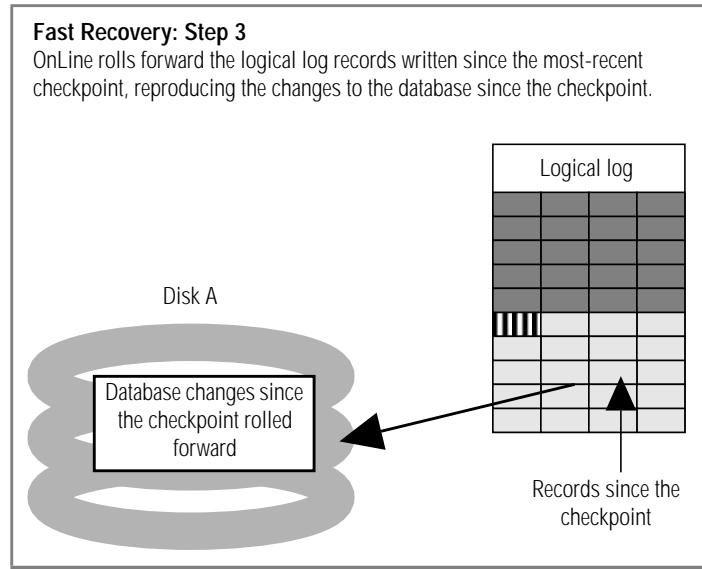 Fast Recovery: Step 3
OnLine rolls forward the logical log records written since the most-recent
checkpoint, reproducing the changes to the database since the checkpoint.
Logical log
Disk A
Database changes since
the checkpoint rolled
forward
Records since the
checkpoint